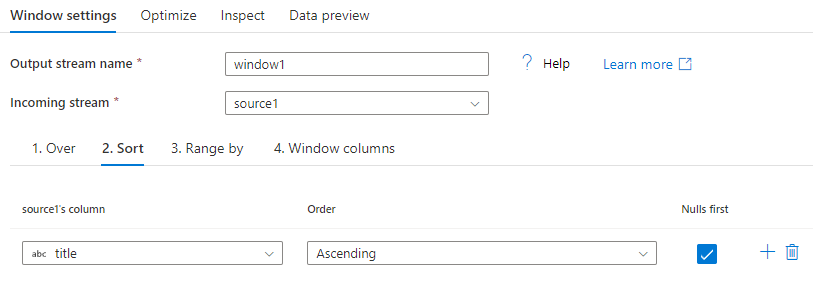 Window settings Optimize Inspect Data preview
Output stream name * window1 ? Help Learn more
Incoming stream * source1
1. Over 2. Sort 3. Range by 4. Window columns
source1's column Order Nulls first
abc title Ascending